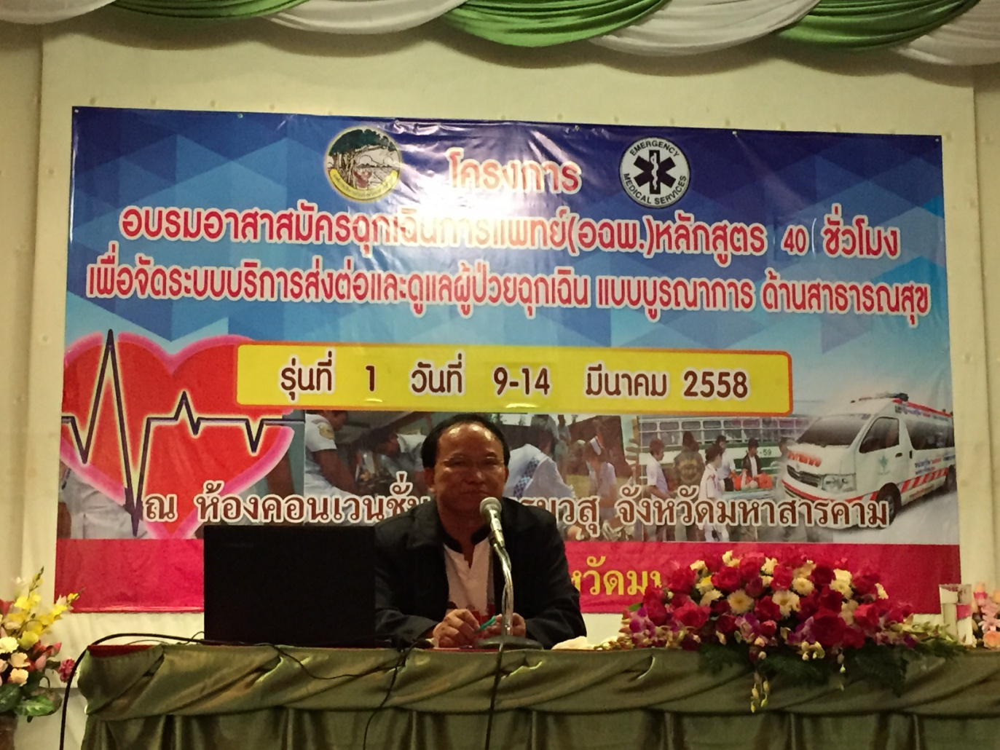 โครงการ
EMERGENCY MEDICAL SERVICES
อบรมอาสาสมัครฉุกเฉินการแพทย์(อฉพ.)หลักสูตร 40 ชั่วโมง
เพื่อจัดระบบบริการส่งต่อและดูแลผู้ป่วยฉุกเฉิน แบบบูรณาการ ด้านสาธารณสุข
รุ่นที่ 1 วันที่ 9-14 มีนาคม 2558
ณ ห้องคอนเวนชั่น รมวสุ จังหวัดมหาสารคาม
หวัดมห